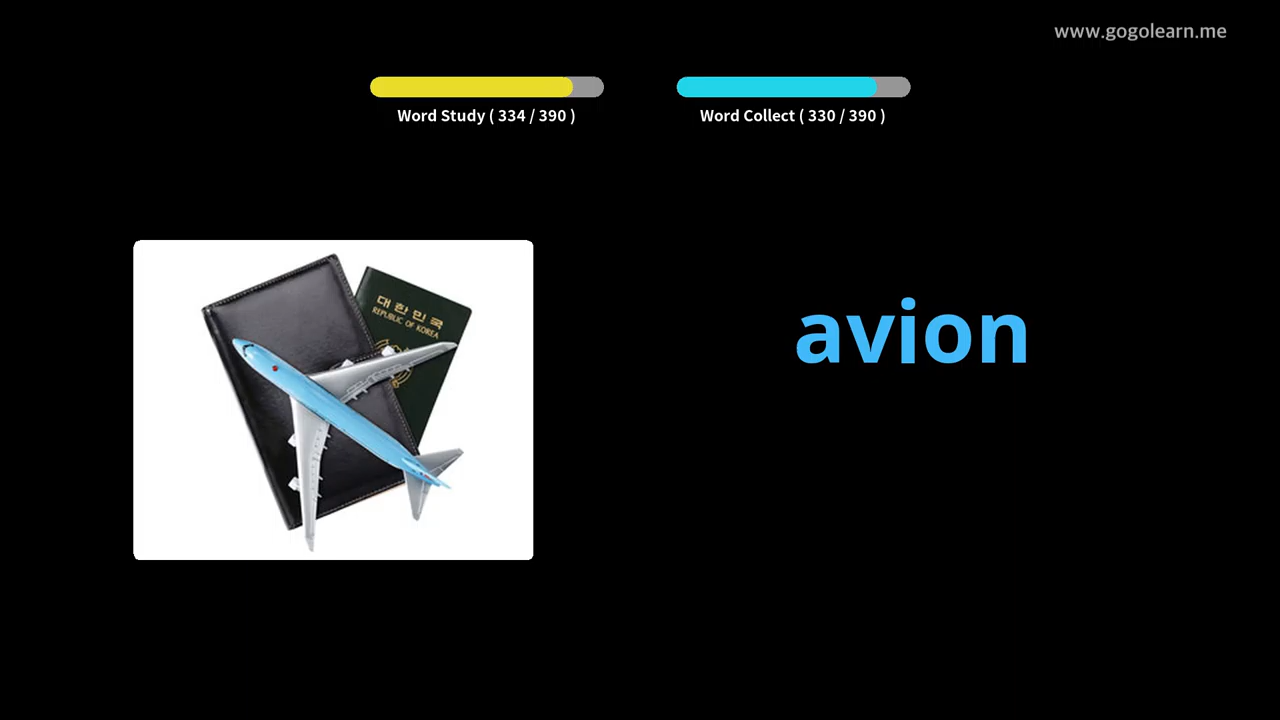 www.gogolearn.me
Word Study ( 334 / 390 )
Word Collect ( 330 / 390 )
대한민국
REPUBLIC OF KOREA
avion